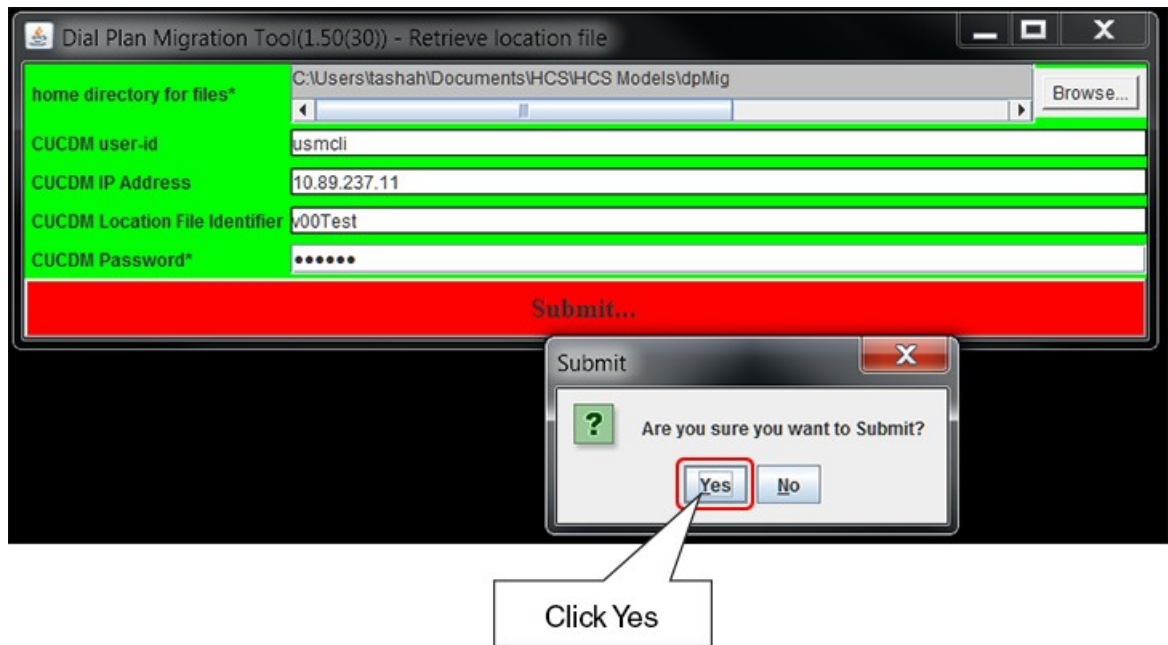 Dial Plan Migration Tool(1.50(30)) - Retrieve location file
home directory for files*
C:\Users\tashah\Documents\HCS\HCS Models\dpMig
Browse...
CUCDM user-id
usmcli
CUCDM IP Address
10.89.237.11
CUCDM Location File Identifier
v00Test
CUCDM Password*
••••••
Submit...
Submit
Are you sure you want to Submit?
Yes
No
Click Yes